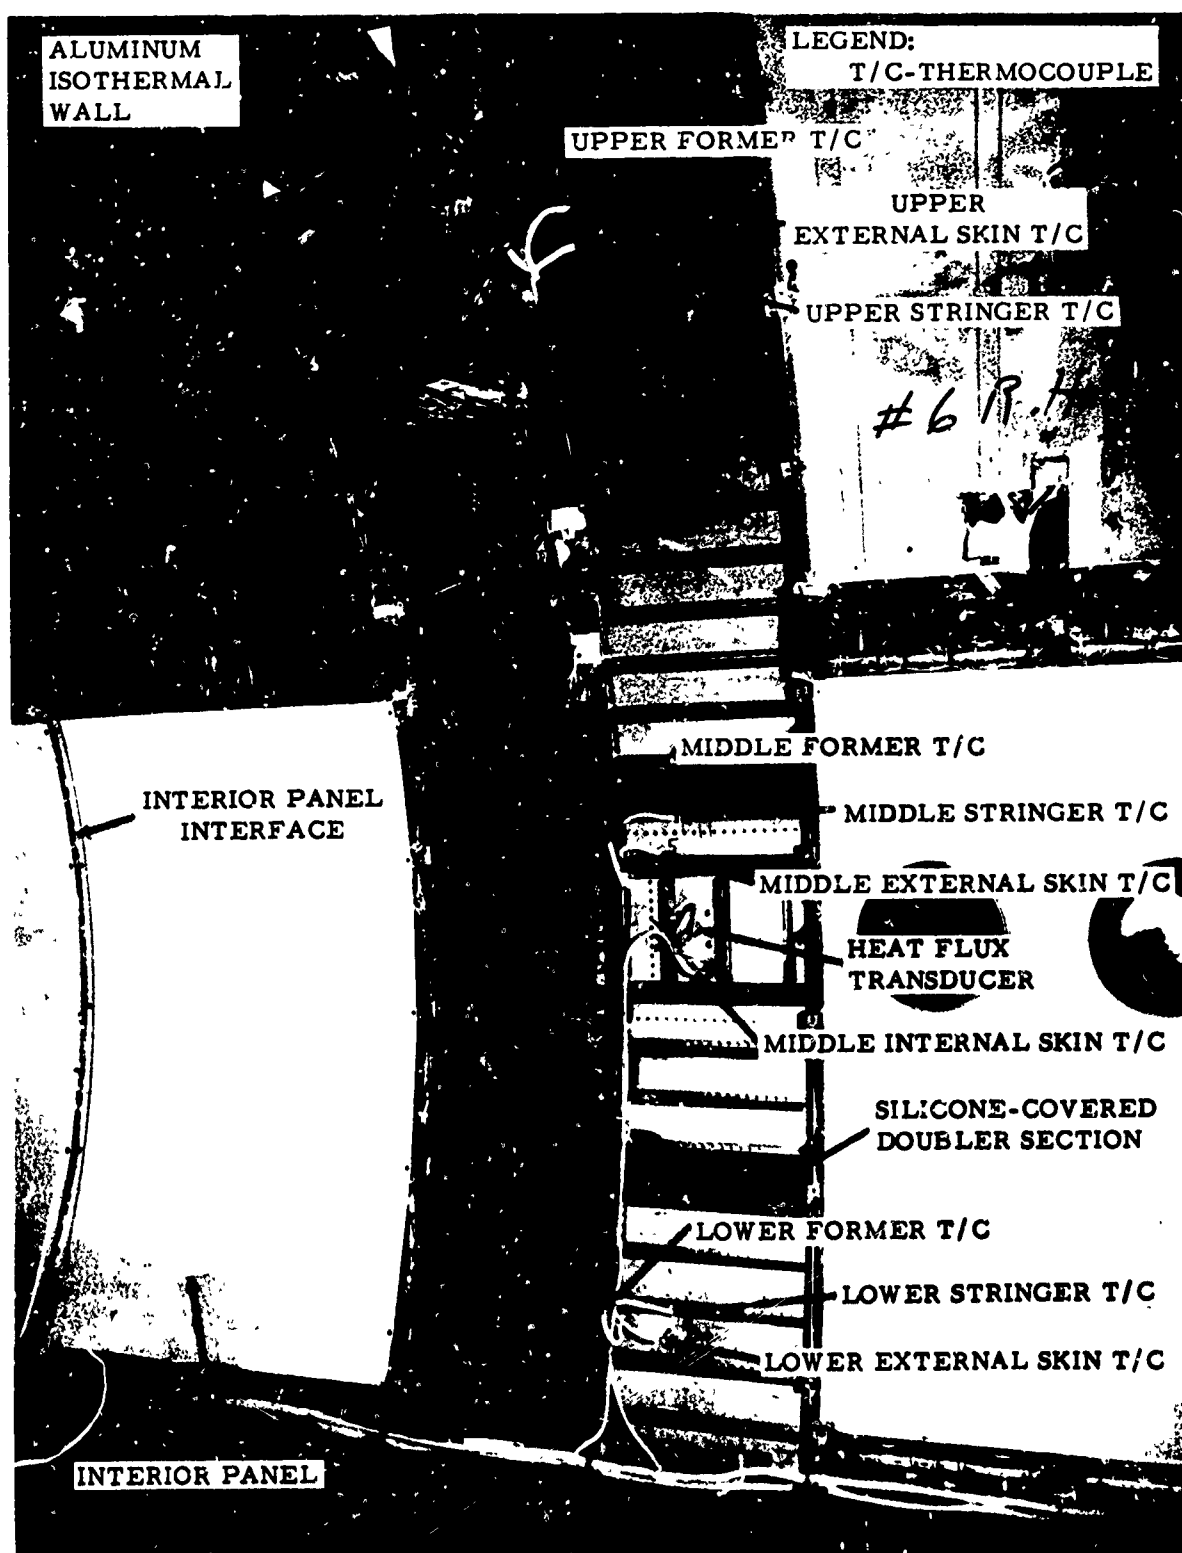 ALUMINUM
ISOTHERMAL
WALL
LEGEND:
T/C-THERMOCOUPLE
UPPER FORMER T/C
UPPER
EXTERNAL SKIN T/C
UPPER STRINGER T/C
#6 R.H
MIDDLE FORMER T/C
INTERIOR PANEL
INTERFACE
MIDDLE STRINGER T/C
MIDDLE EXTERNAL SKIN T/C
HEAT FLUX
TRANSDUCER
MIDDLE INTERNAL SKIN T/C
SILICONE-COVERED
DOUBLER SECTION
LOWER FORMER T/C
LOWER STRINGER T/C
LOWER EXTERNAL SKIN T/C
INTERIOR PANEL